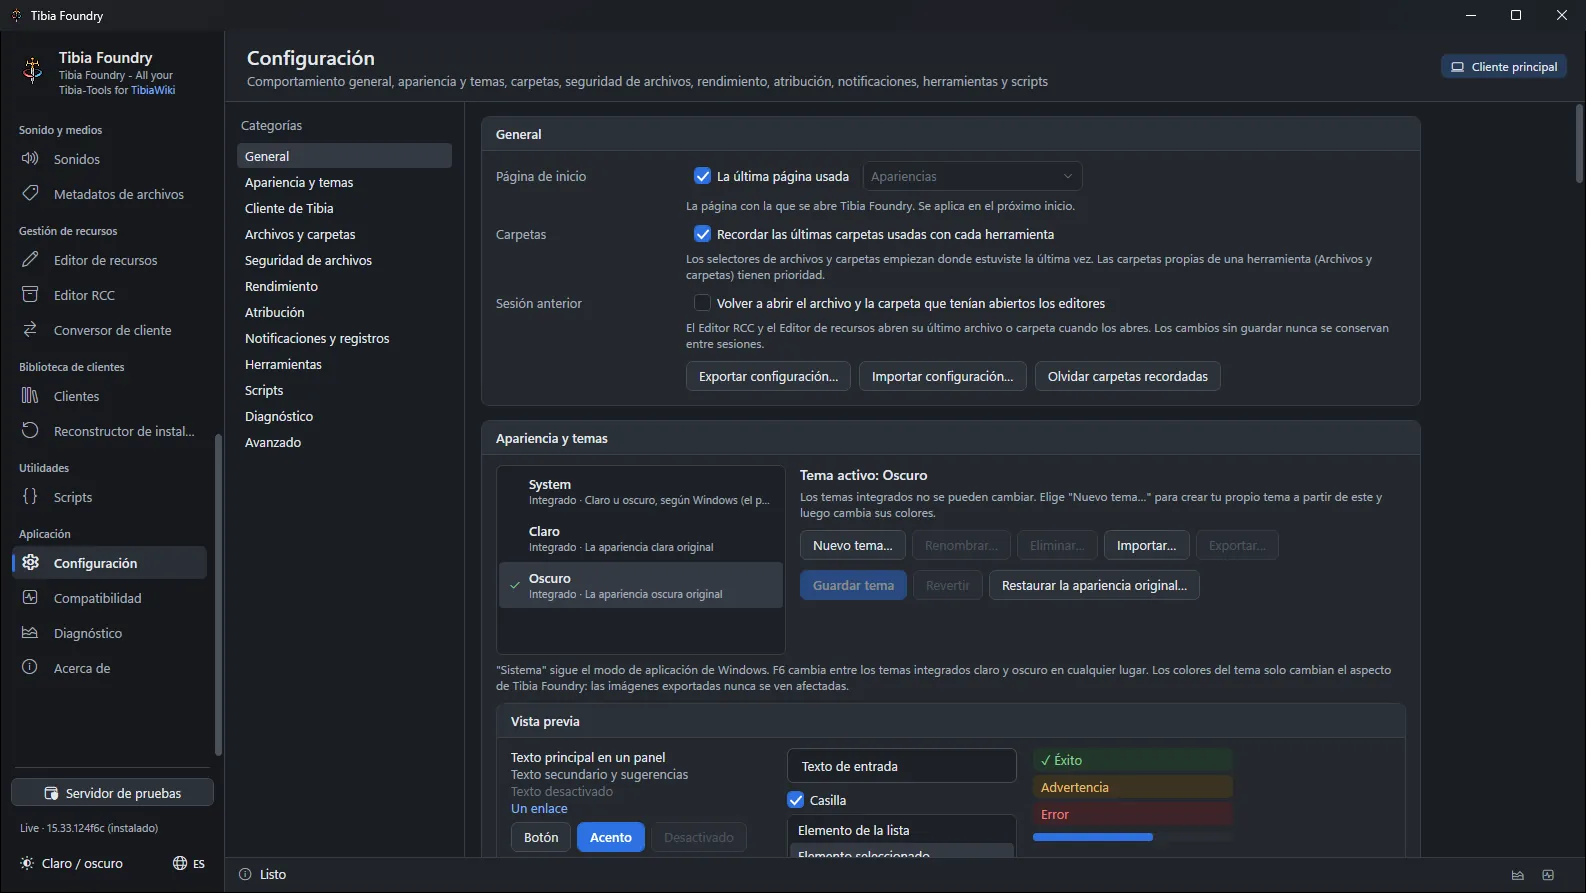 Tibia Foundry
Tibia Foundry
Tibia Foundry - All your
Tibia-Tools for TibiaWiki
Sonido y medios
Sonidos
Metadatos de archivos
Gestión de recursos
Editor de recursos
Editor RCC
Conversor de cliente
Biblioteca de clientes
Clientes
Reconstructor de instal...
Utilidades
Scripts
Aplicación
Configuración
Compatibilidad
Diagnóstico
Acerca de
Servidor de pruebas
Live · 15.33.124f6c (instalado)
Claro / oscuro
ES
Configuración
Comportamiento general, apariencia y temas, carpetas, seguridad de archivos, rendimiento, atribución, notificaciones, herramientas y scripts
Cliente principal
Categorías
General
Apariencia y temas
Cliente de Tibia
Archivos y carpetas
Seguridad de archivos
Rendimiento
Atribución
Notificaciones y registros
Herramientas
Scripts
Diagnóstico
Avanzado
General
Página de inicio
La última página usada
Apariencias
La página con la que se abre Tibia Foundry. Se aplica en el próximo inicio.
Carpetas
Recordar las últimas carpetas usadas con cada herramienta
Los selectores de archivos y carpetas empiezan donde estuviste la última vez. Las carpetas propias de una herramienta (Archivos y
carpetas) tienen prioridad.
Sesión anterior
Volver a abrir el archivo y la carpeta que tenían abiertos los editores
El Editor RCC y el Editor de recursos abren su último archivo o carpeta cuando los abres. Los cambios sin guardar nunca se conservan
entre sesiones.
Exportar configuración...
Importar configuración...
Olvidar carpetas recordadas
Apariencia y temas
System
Integrado · Claro u oscuro, según Windows (el p...
Claro
Integrado · La apariencia clara original
Oscuro
Integrado · La apariencia oscura original
Tema activo: Oscuro
Los temas integrados no se pueden cambiar. Elige "Nuevo tema..." para crear tu propio tema a partir de este y
luego cambia sus colores.
Nuevo tema...
Renombrar...
Eliminar...
Importar...
Exportar...
Guardar tema
Revertir
Restaurar la apariencia original...
"Sistema" sigue el modo de aplicación de Windows. F6 cambia entre los temas integrados claro y oscuro en cualquier lugar. Los colores del tema solo cambian el aspecto
de Tibia Foundry: las imágenes exportadas nunca se ven afectadas.
Vista previa
Texto principal en un panel
Texto secundario y sugerencias
Texto desactivado
Un enlace
Botón
Acento
Desactivado
Texto de entrada
Casilla
Elemento de la lista
Elemento seleccionado
✓ Éxito
Advertencia
Error
Listo